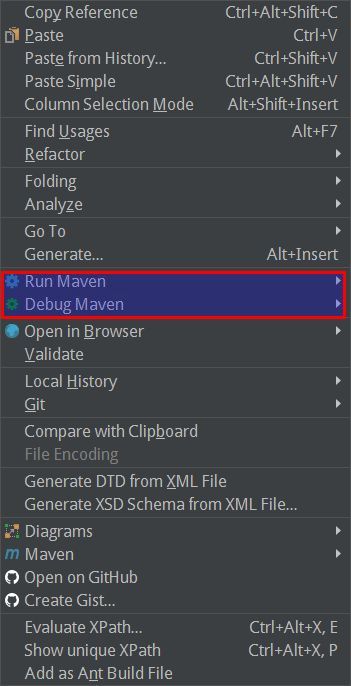 Copy Reference Ctrl+Alt+Shift+C
Paste Ctrl+V
Paste from History... Ctrl+Shift+V
Paste Simple Ctrl+Alt+Shift+V
Column Selection Mode Alt+Shift+Insert
Find Usages Alt+F7
Refactor
Folding
Analyze
Go To
Generate... Alt+Insert
Run Maven
Debug Maven
Open in Browser
Validate
Local History
Git
Compare with Clipboard
File Encoding
Generate DTD from XML File
Generate XSD Schema from XML File...
Diagrams
m Maven
Open on GitHub
Create Gist...
Evaluate XPath... Ctrl+Alt+X, E
Show unique XPath Ctrl+Alt+X, P
Add as Ant Build File